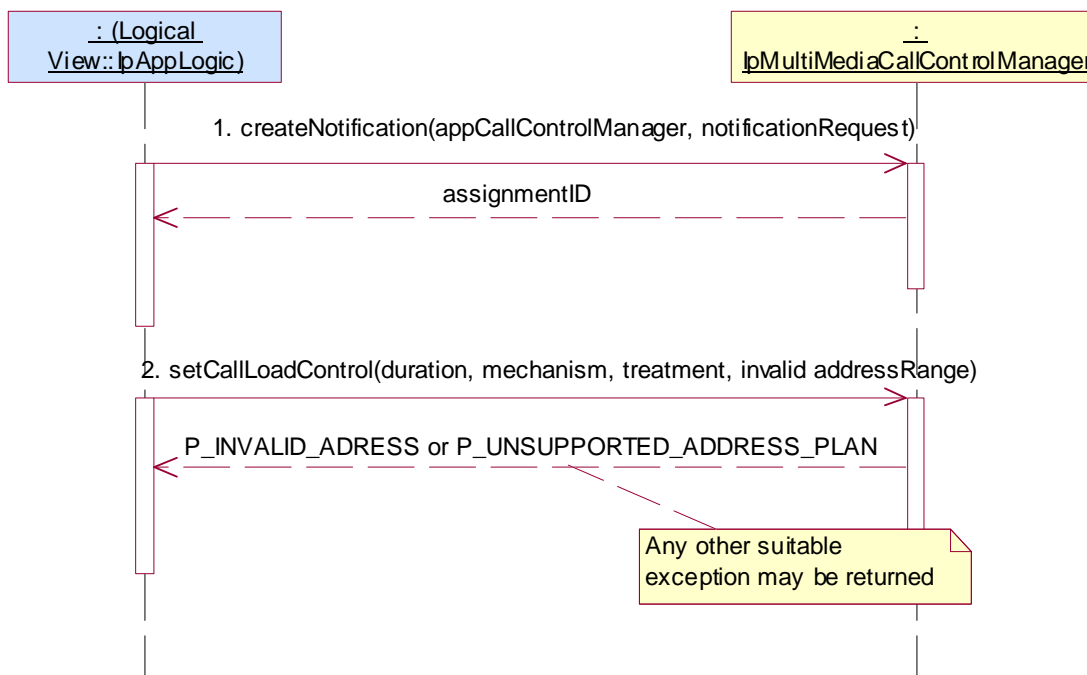 : (Logical
View::IpAppLogic)
:
IpMultiMediaCallControlManager
1. createNotification(appCallControlManager, notificationRequest)
assignmentID
2. setCallLoadControl(duration, mechanism, treatment, invalid addressRange)
P_INVALID_ADRESS or P_UNSUPPORTED_ADDRESS_PLAN
Any other suitable
exception may be returned